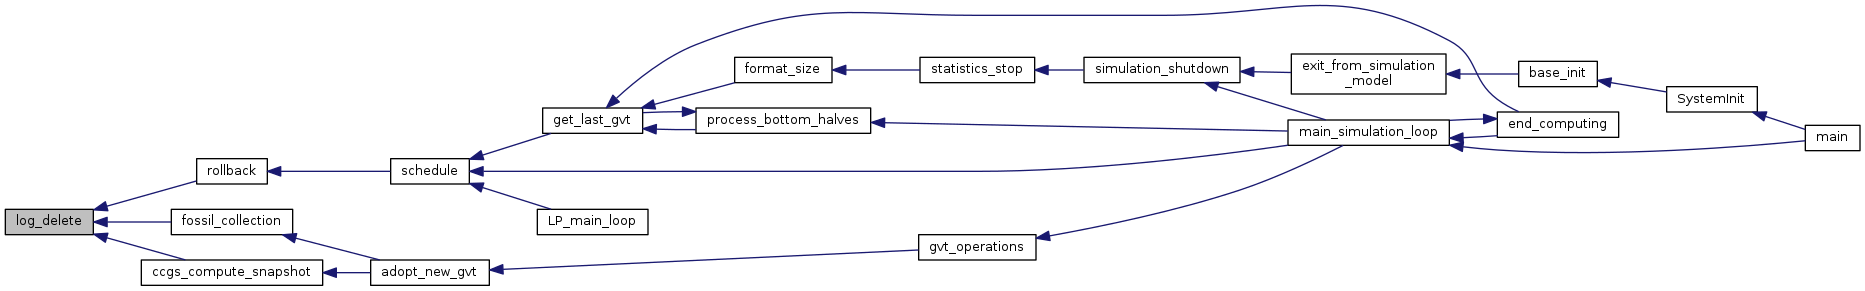 format_size
statistics_stop
simulation_shutdown
exit_from_simulation
_model
base_init
SystemInit
get_last_gvt
process_bottom_halves
main_simulation_loop
end_computing
main
rollback
schedule
log_delete
fossil_collection
LP_main_loop
gvt_operations
ccgs_compute_snapshot
adopt_new_gvt